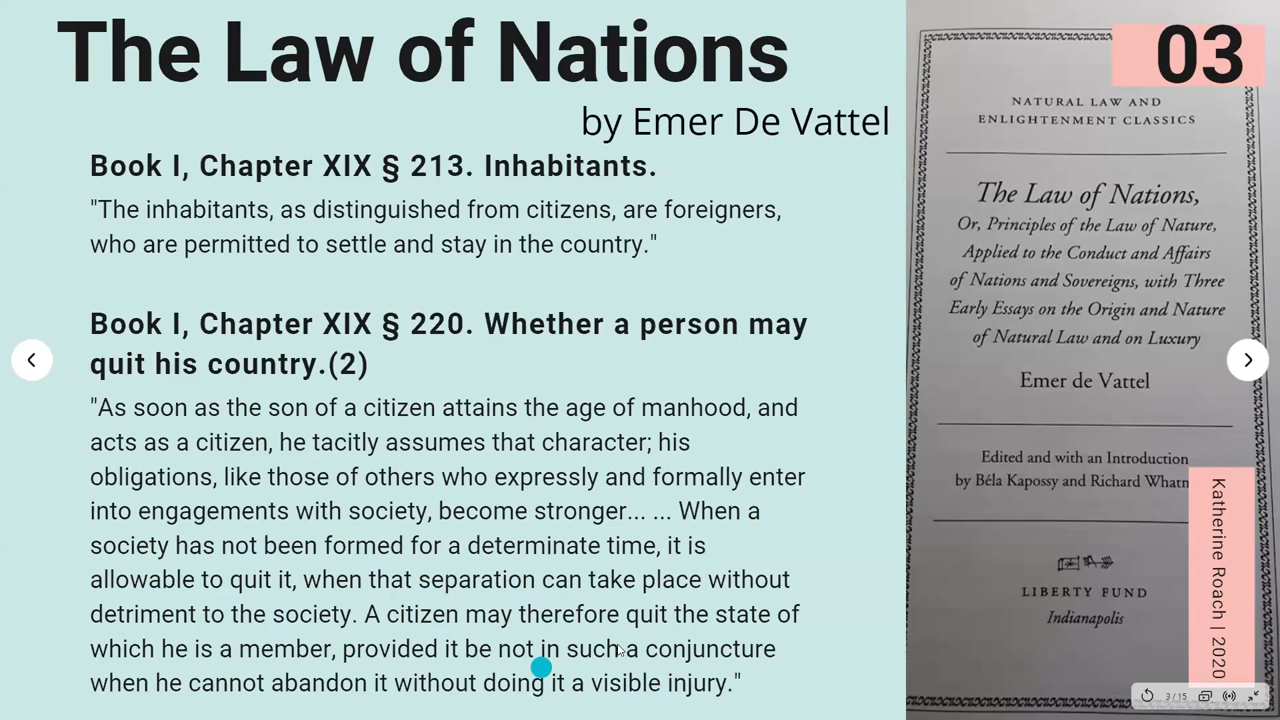 The Law of Nations
by Emer De Vattel
Book I, Chapter XIX § 213. Inhabitants.
"The inhabitants, as distinguished from citizens, are foreigners,
who are permitted to settle and stay in the country."
Book I, Chapter XIX § 220. Whether a person may
quit his country.(2)
"As soon as the son of a citizen attains the age of manhood, and
acts as a citizen, he tacitly assumes that character; his
obligations, like those of others who expressly and formally enter
into engagements with society, become stronger... ... When a
society has not been formed for a determinate time, it is
allowable to quit it, when that separation can take place without
detriment to the society. A citizen may therefore quit the state of
which he is a member, provided it be not in such a conjuncture
when he cannot abandon it without doing it a visible injury."
03
NATURAL LAW AND
ENLIGHTENMENT CLASSICS
The Law of Nations,
Or, Principles of the Law of Nature,
Applied to the Conduct and Affairs
of Nations and Sovereigns, with Three
Early Essays on the Origin and Nature
of Natural Law and on Luxury
Emer de Vattel
Edited and with an Introduction
by Béla Kapossy and Richard
LIBERTY FUND
Indianapolis
Katherine Roach | 2020
3/15